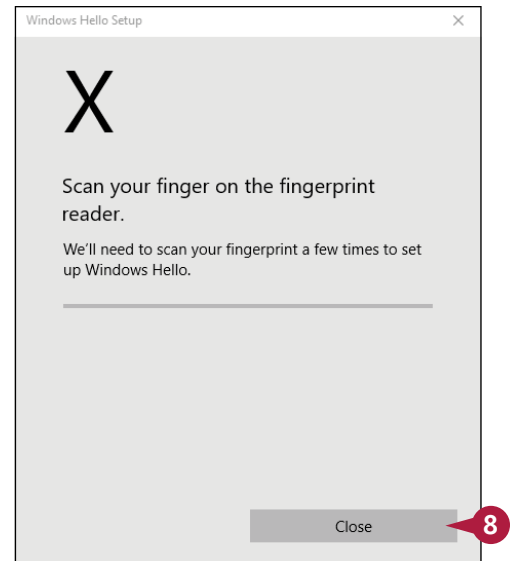 Windows Hello Setup
X
Scan your finger on the fingerprint
reader.
We'll need to scan your fingerprint a few times to set
up Windows Hello.
Close
8